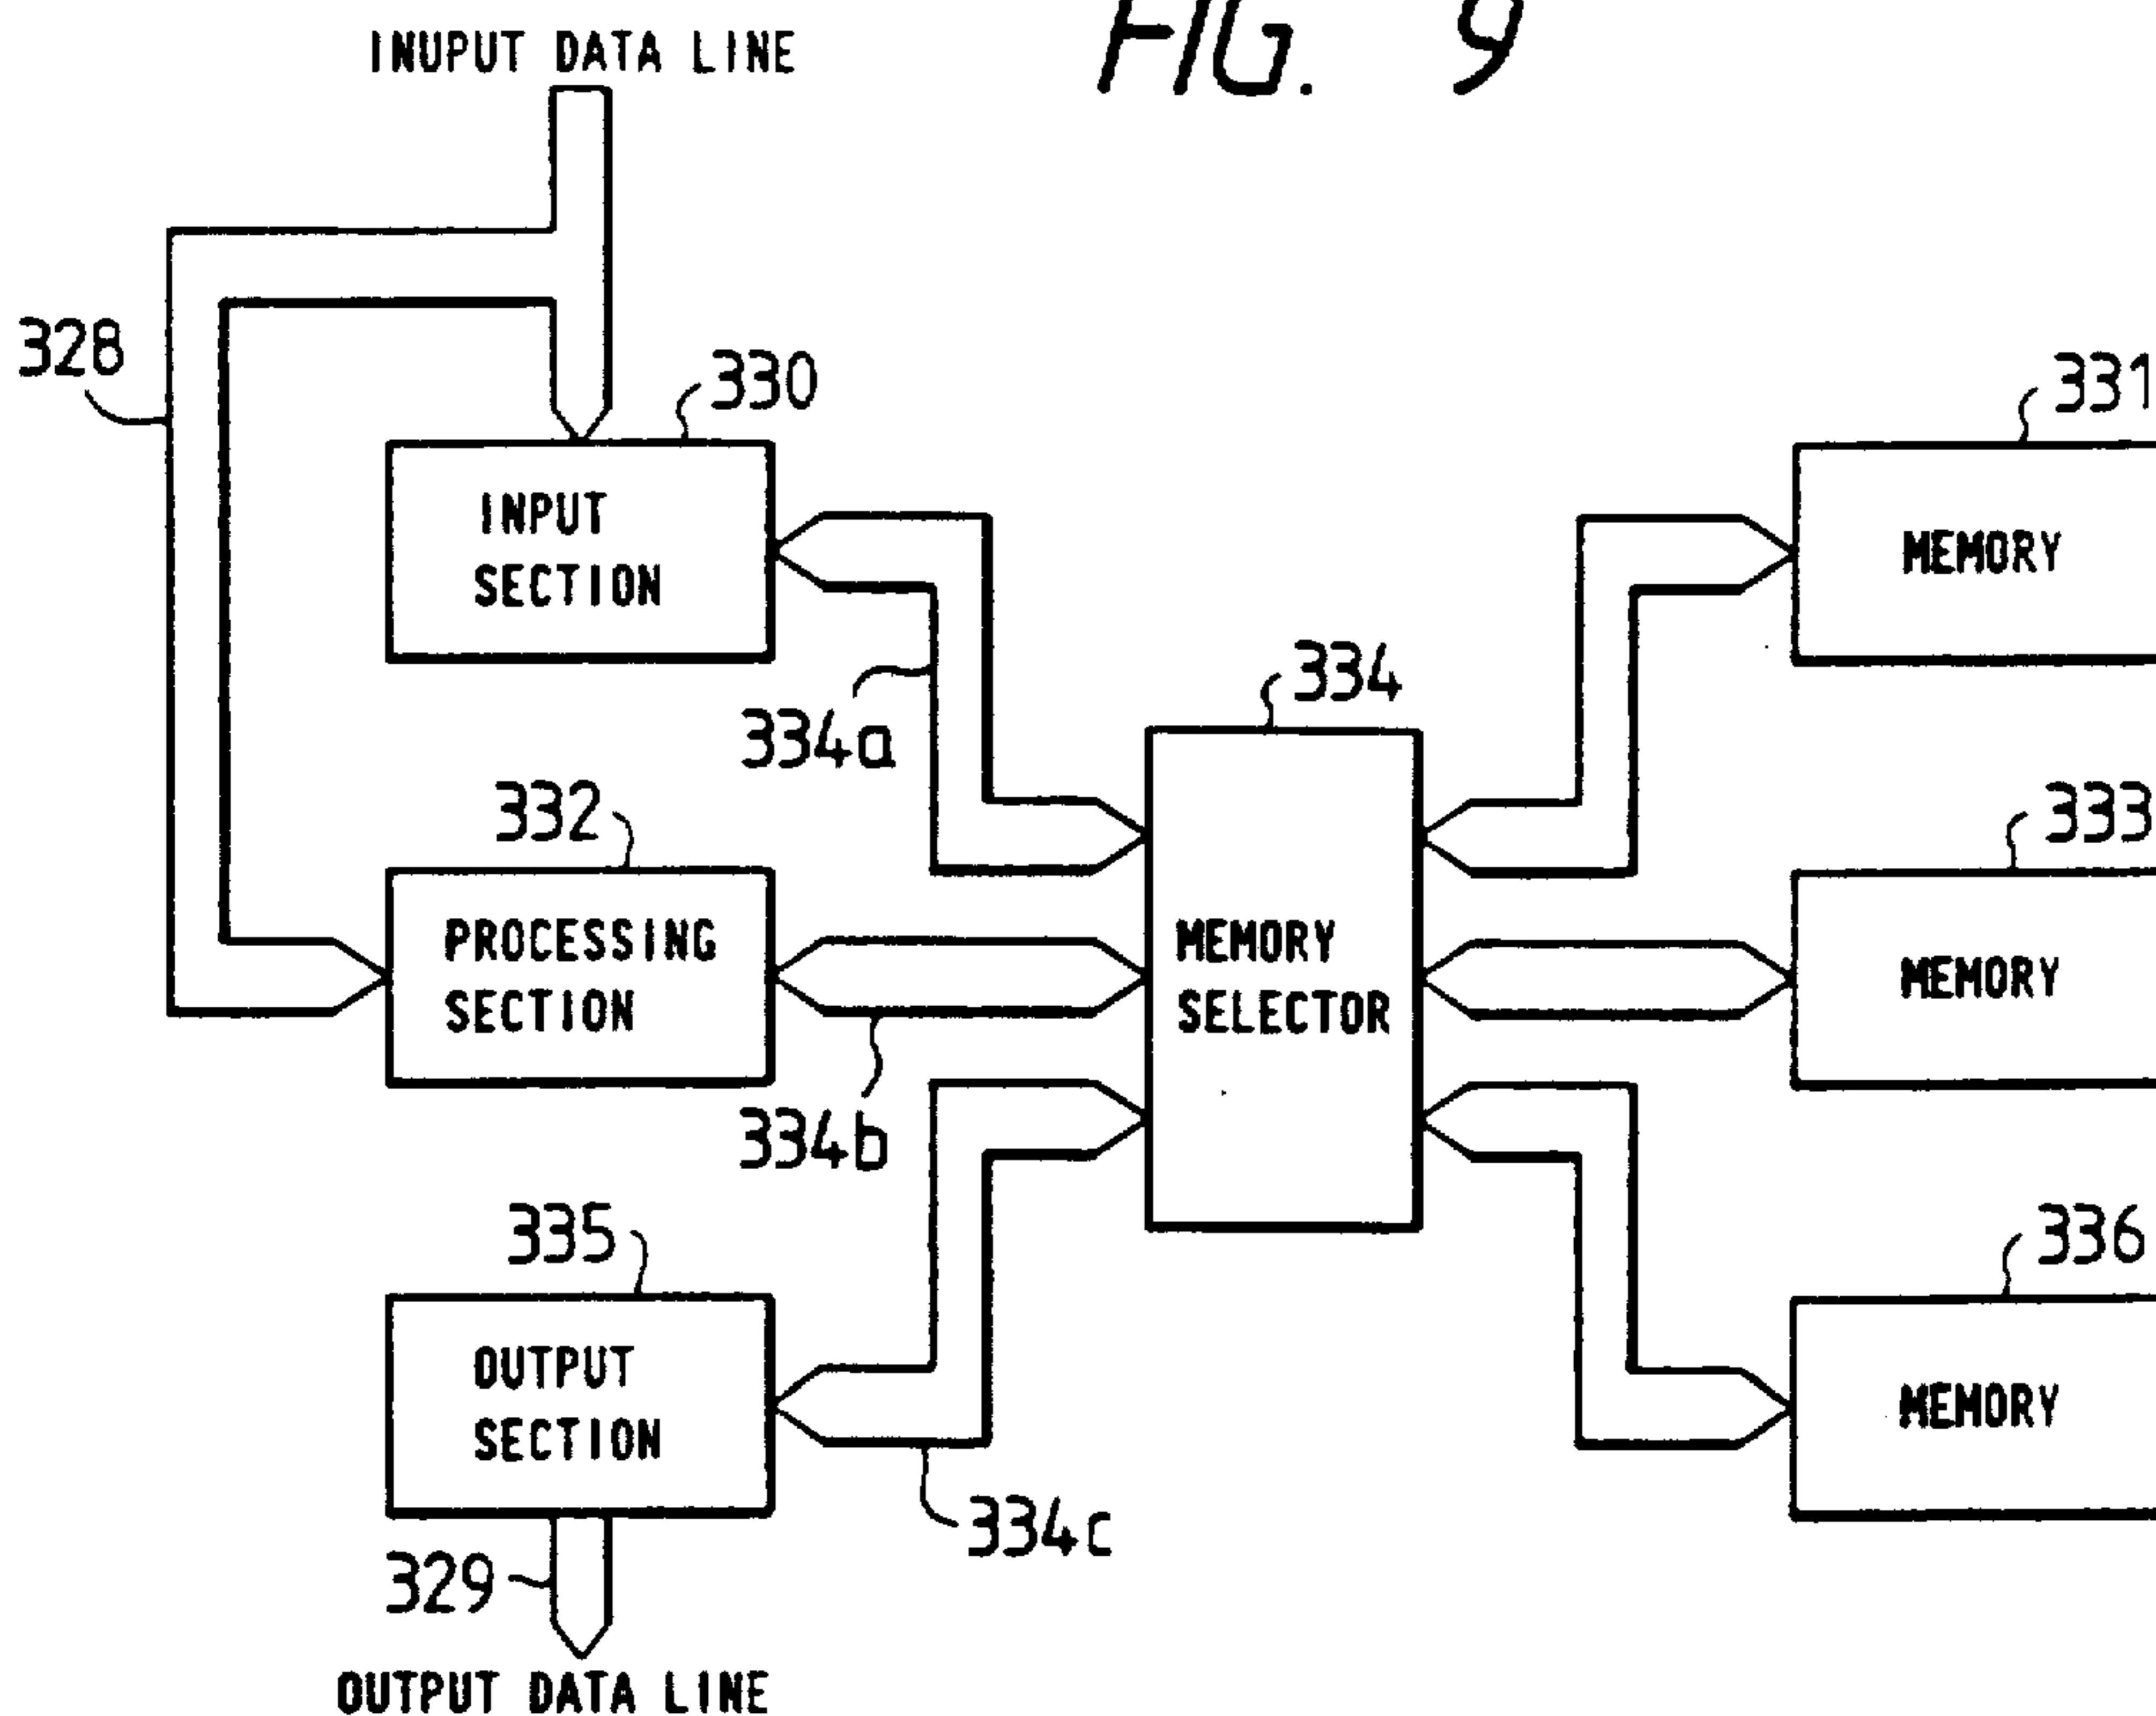 FIG. 9
INUPUT DATA LINE
328
330
331
INPUT
SECTION
MEMORY
334
334a
332
333
PROCESSING
SECTION
MEMORY
SELECTOR
MEMORY
334b
335
336
OUTPUT
SECTION
MEMORY
334c
329
OUTPUT DATA LINE